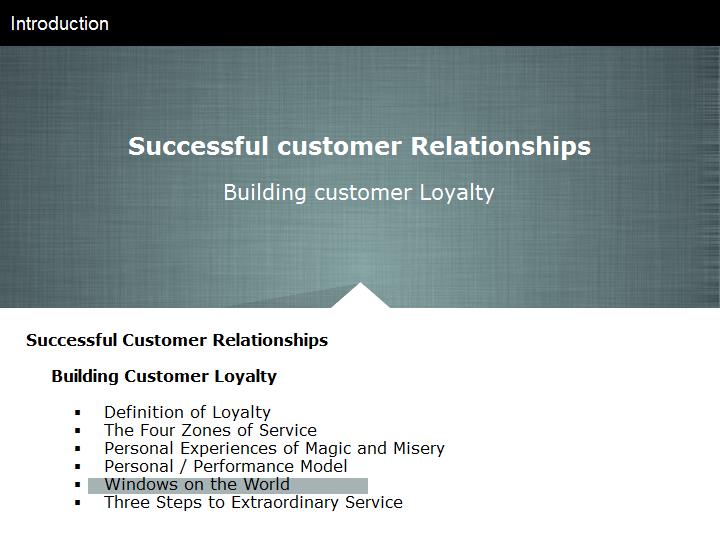 Introduction
Successful customer Relationships
Building customer Loyalty
Successful Customer Relationships
Building Customer Loyalty
▪ Definition of Loyalty
▪ The Four Zones of Service
▪ Personal Experiences of Magic and Misery
▪ Personal / Performance Model
▪ Windows on the World
▪ Three Steps to Extraordinary Service